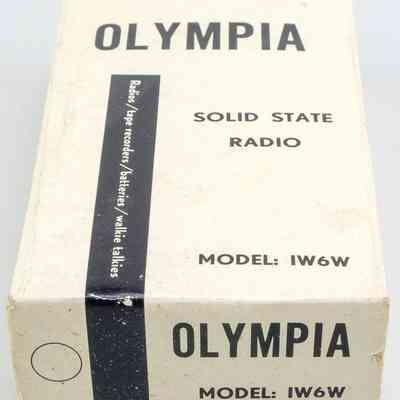 OLYMPIA
Radios/tape recorders/batteries/walkie talkies
SOLID STATE
RADIO
MODEL: IW6W
OLYMPIA
MODEL: IW6W